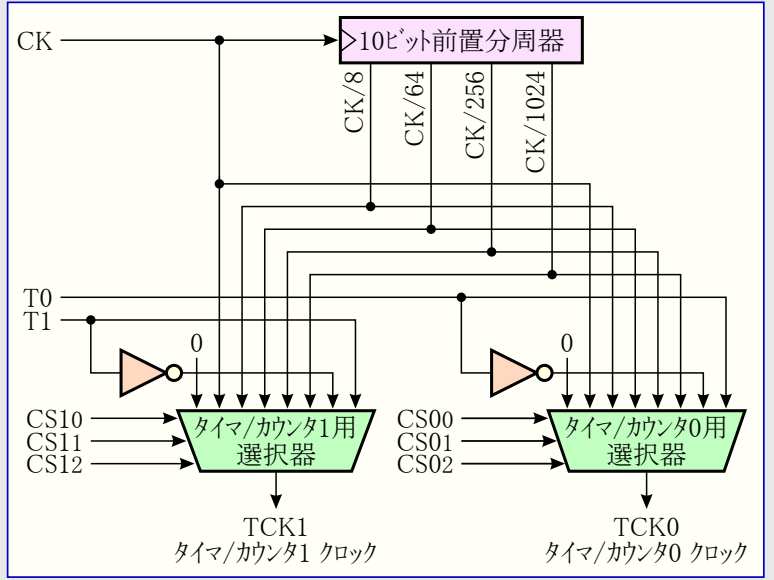 CK
10ビット前置分周器
CK/8
CK/64
CK/256
CK/1024
T0
T1
0
0
CS10
CS11
CS12
タイマ/カウンタ1用
選択器
CS00
CS01
CS02
タイマ/カウンタ0用
選択器
TCK1
タイマ/カウンタ1 クロック
TCK0
タイマ/カウンタ0 クロック